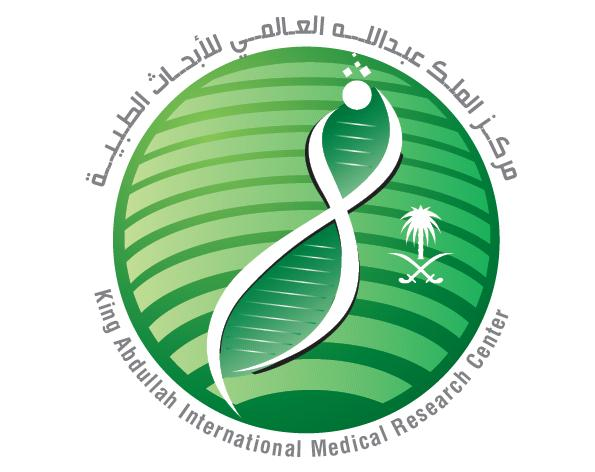 مركز الملك عبدالله العالمي للأبحاث الطبية
King Abdullah International Medical Research Center